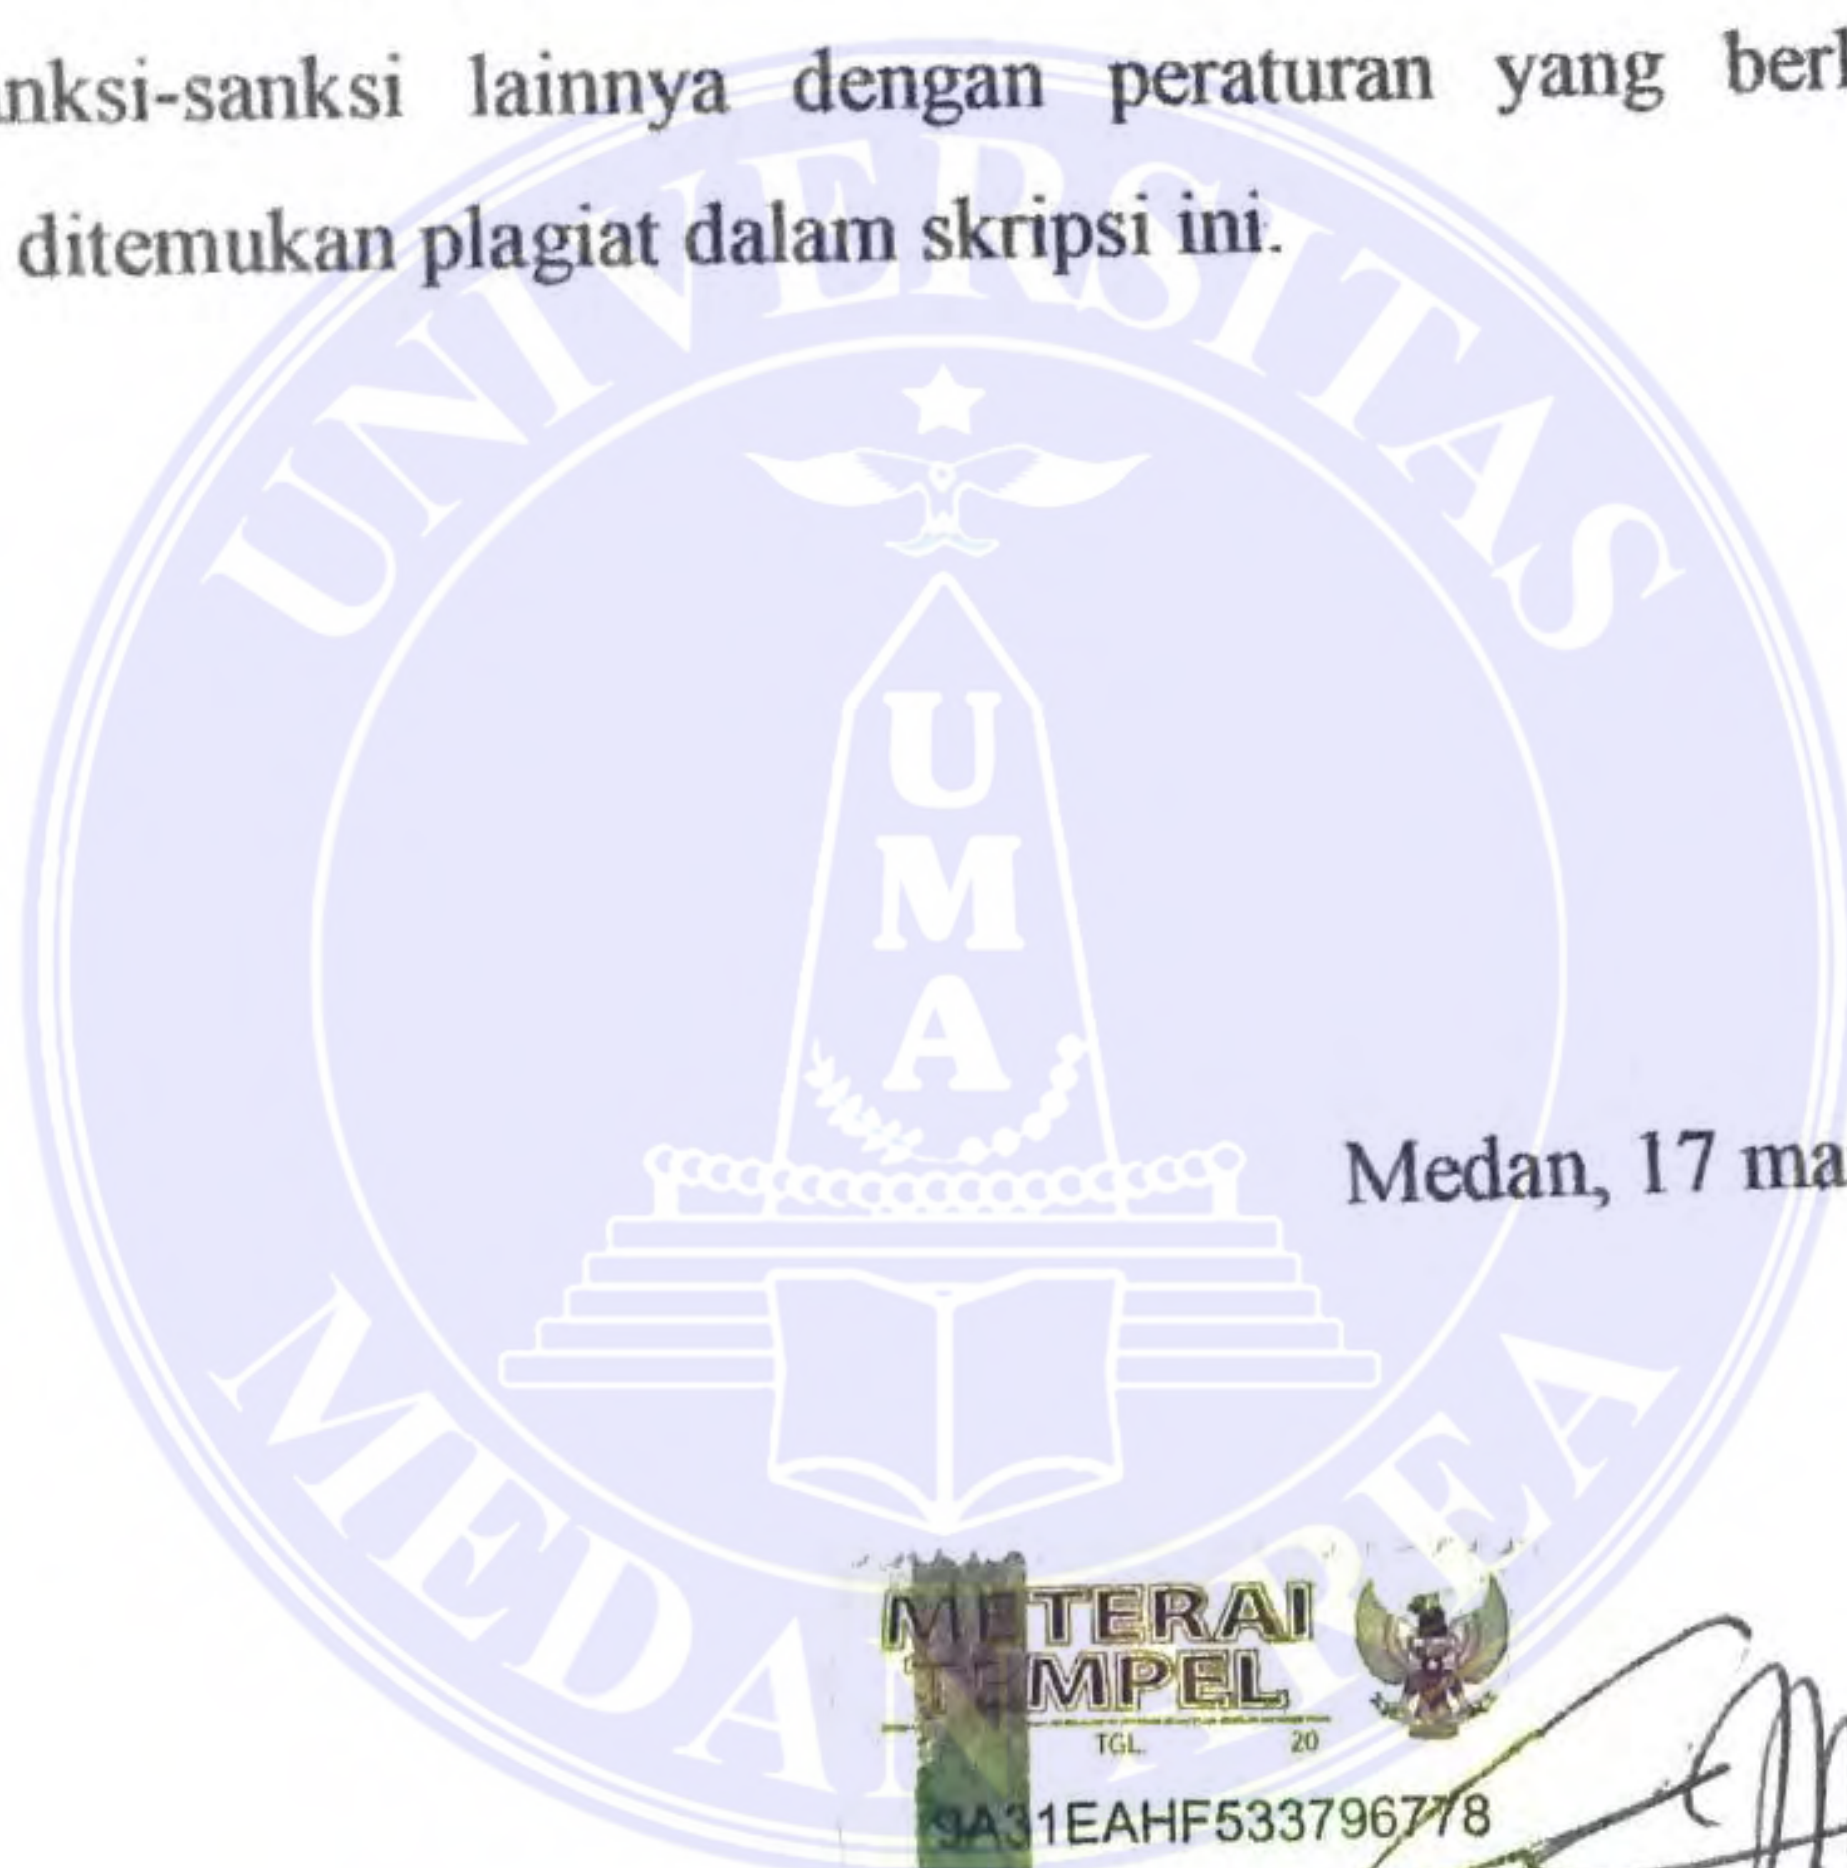 nksi-sanksi lainnya dengan peraturan yang berl
ditemukan plagiat dalam skripsi ini.
UNIVERSITAS
U
M
A
Medan, 17 ma
MEDAN AREA
METERAI
TEMPEL
TGL. 20
9A31EAHF533796778